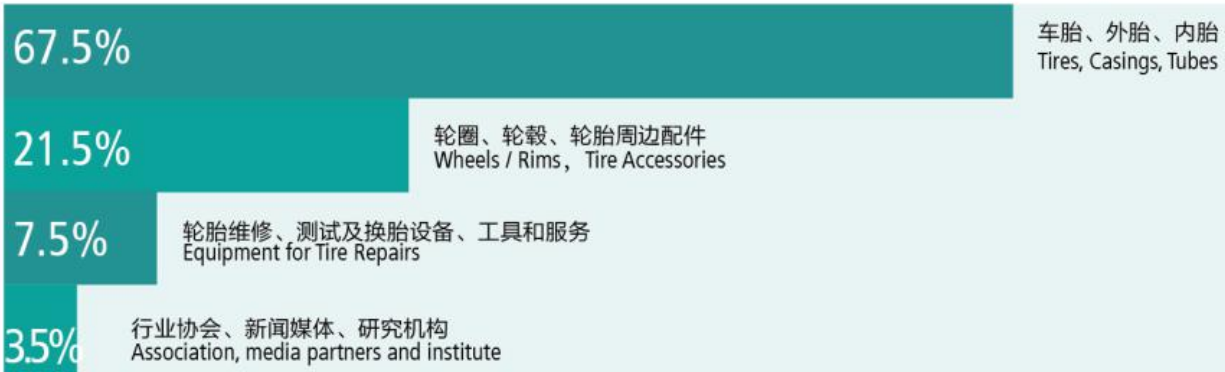 67.5%
车胎、外胎、内胎
Tires, Casings, Tubes
21.5%
轮圈、轮毂、轮胎周边配件
Wheels / Rims, Tire Accessories
7.5%
轮胎维修、测试及换胎设备、工具和服务
Equipment for Tire Repairs
3.5%
行业协会、新闻媒体、研究机构
Association, media partners and institute